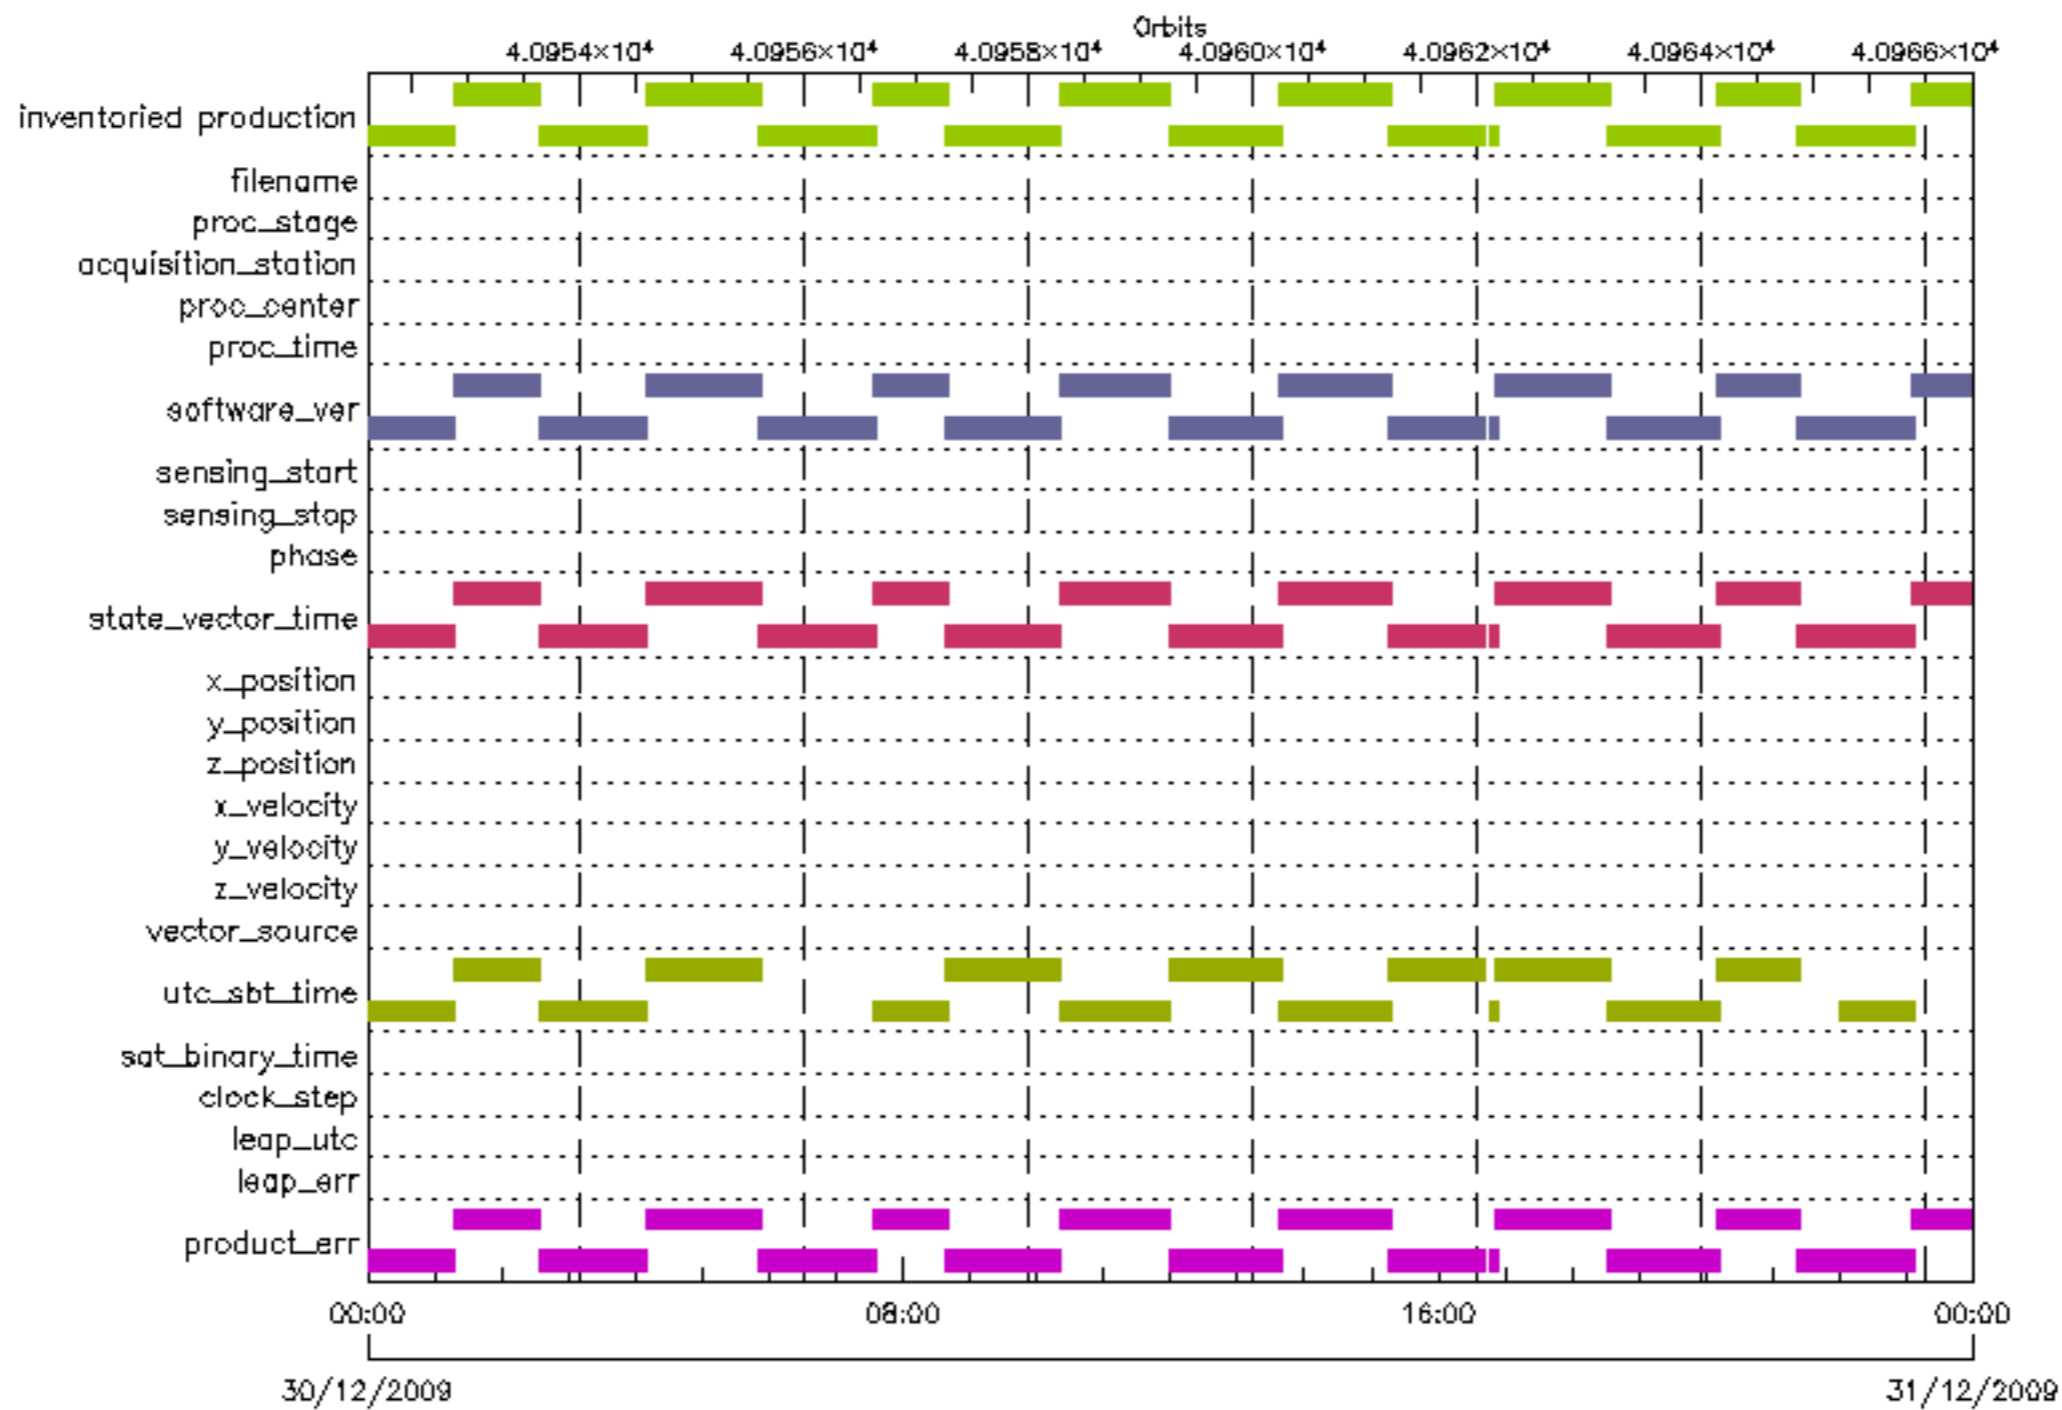 Orbits
4.0954×10⁴ 4.0956×10⁴ 4.0958×10⁴ 4.0960×10⁴ 4.0962×10⁴ 4.0964×10⁴ 4.0966×10⁴
inventoried production
filename
proc_stage
acquisition_station
proc_center
proc_time
software_ver
sensing_start
sensing_stop
phase
state_vector_time
x_position
y_position
z_position
x_velocity
y_velocity
z_velocity
vector_source
utc_sbt_time
sat_binary_time
clock_step
leap_utc
leap_err
product_err
00:00 08:00 16:00 00:00
30/12/2009 31/12/2009